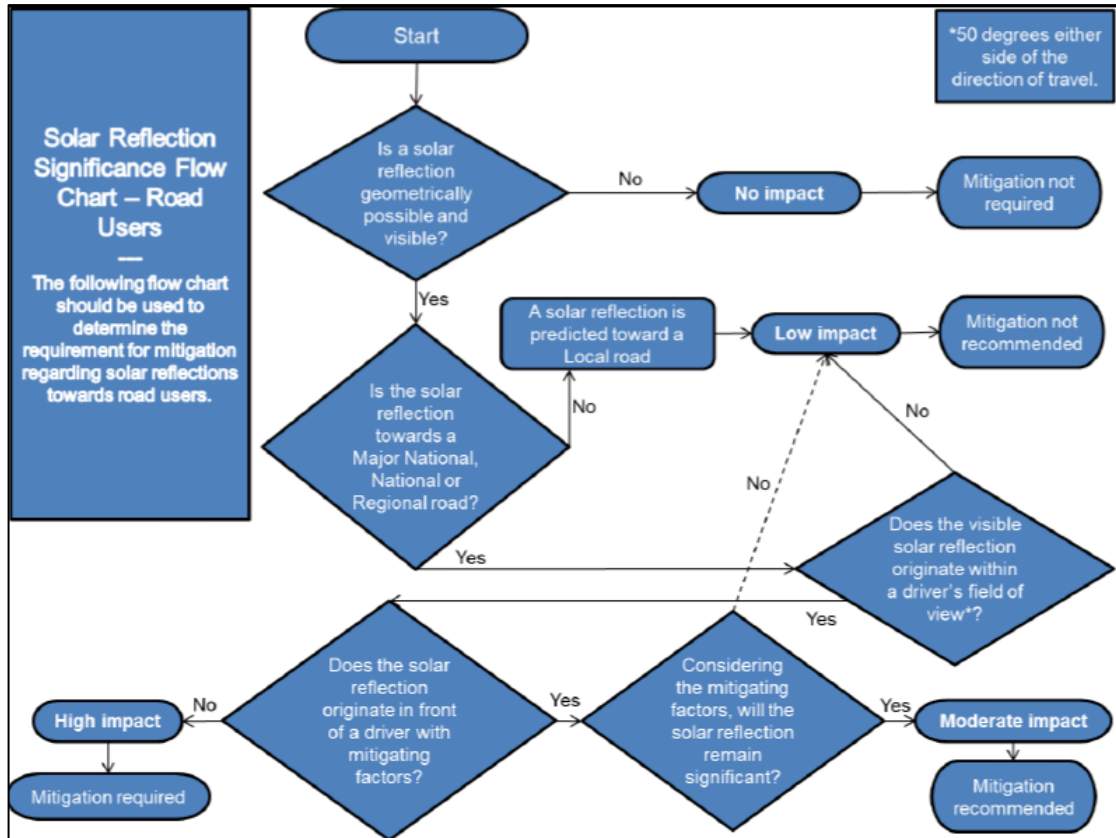 Solar Reflection
Significance Flow
Chart – Road
Users
---
The following flow chart
should be used to
determine the
requirement for mitigation
regarding solar reflections
towards road users.
Start
*50 degrees either
side of the
direction of travel.
Is a solar
reflection
geometrically
possible and
visible?
No
No impact
Mitigation not
required
Yes
Is the solar
reflection
towards a
Major National,
National or
Regional road?
No
A solar reflection is
predicted toward a
Local road
Low impact
Mitigation not
recommended
Yes
Does the visible
solar reflection
originate within
a driver's field of
view*?
No
Yes
Does the solar
reflection
originate in front
of a driver with
mitigating
factors?
No
High impact
Mitigation required
Yes
Considering
the mitigating
factors, will the
solar reflection
remain
significant?
No
Yes
Moderate impact
Mitigation
recommended